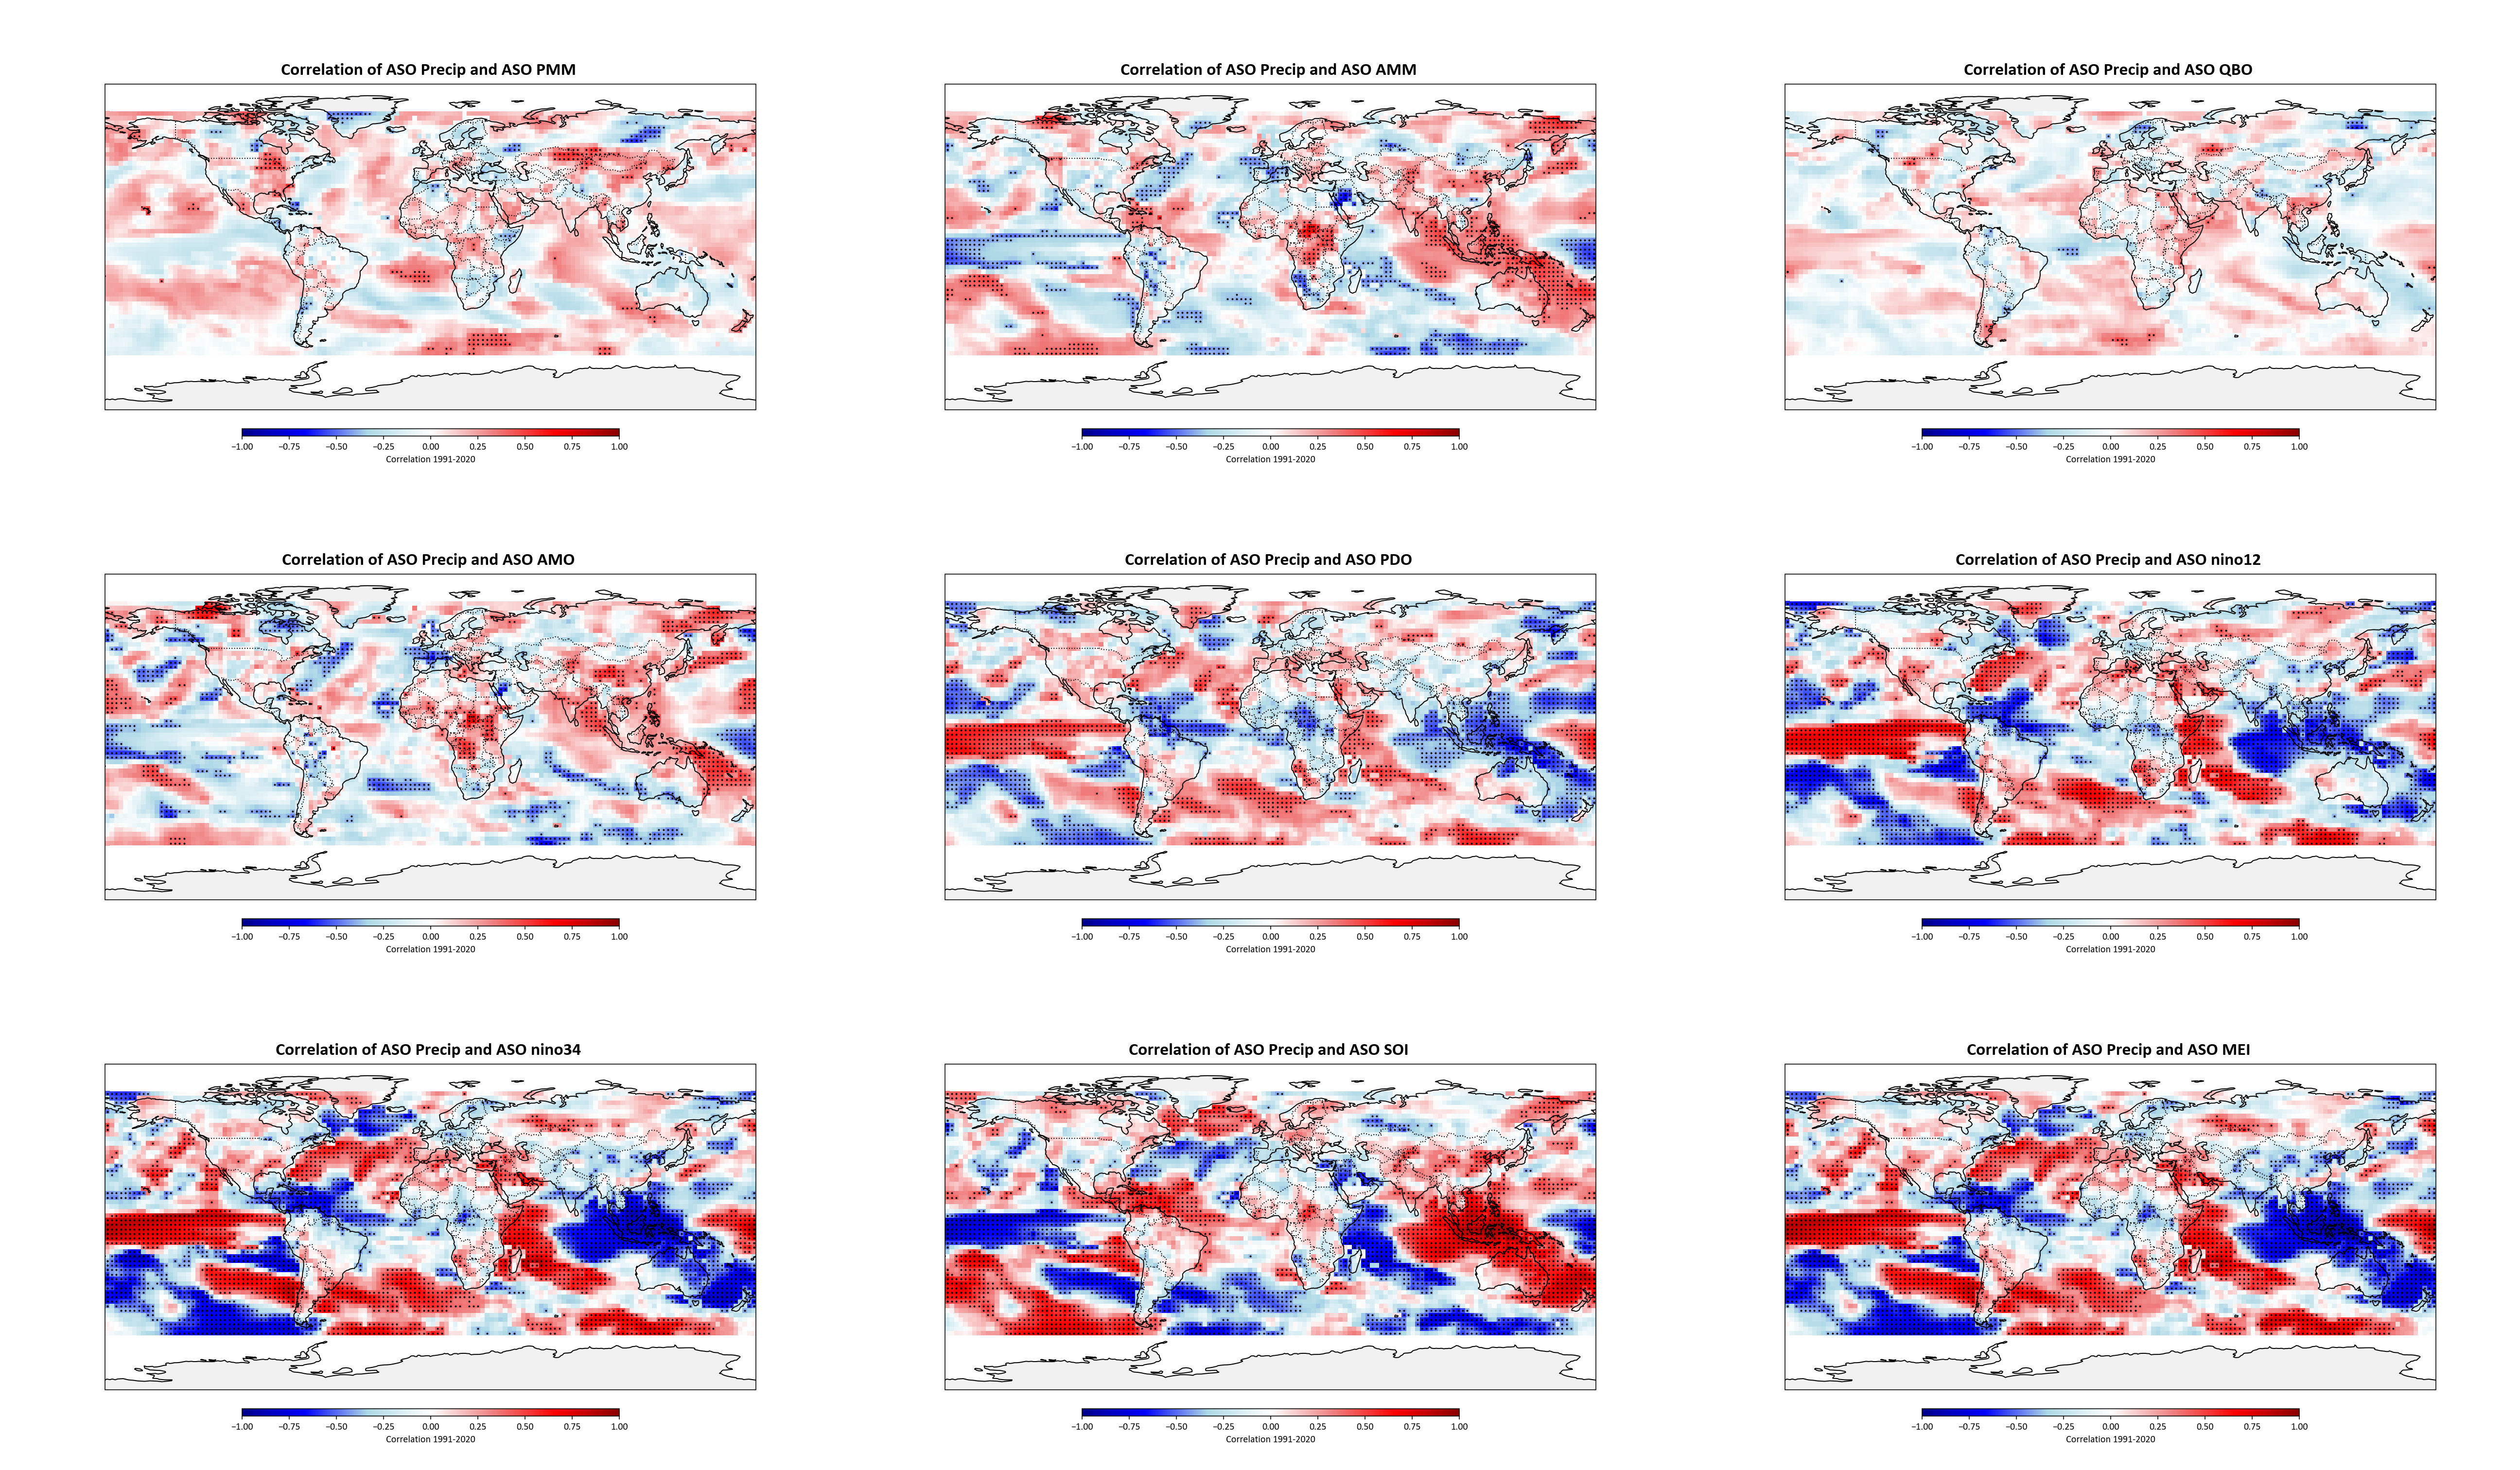 Correlation of ASO Precip and ASO PMM
−1.00 −0.75 −0.50 −0.25 0.00 0.25 0.50 0.75 1.00
Correlation 1991-2020
Correlation of ASO Precip and ASO AMM
−1.00 −0.75 −0.50 −0.25 0.00 0.25 0.50 0.75 1.00
Correlation 1991-2020
Correlation of ASO Precip and ASO QBO
−1.00 −0.75 −0.50 −0.25 0.00 0.25 0.50 0.75 1.00
Correlation 1991-2020
Correlation of ASO Precip and ASO AMO
−1.00 −0.75 −0.50 −0.25 0.00 0.25 0.50 0.75 1.00
Correlation 1991-2020
Correlation of ASO Precip and ASO PDO
−1.00 −0.75 −0.50 −0.25 0.00 0.25 0.50 0.75 1.00
Correlation 1991-2020
Correlation of ASO Precip and ASO nino12
−1.00 −0.75 −0.50 −0.25 0.00 0.25 0.50 0.75 1.00
Correlation 1991-2020
Correlation of ASO Precip and ASO nino34
−1.00 −0.75 −0.50 −0.25 0.00 0.25 0.50 0.75 1.00
Correlation 1991-2020
Correlation of ASO Precip and ASO SOI
−1.00 −0.75 −0.50 −0.25 0.00 0.25 0.50 0.75 1.00
Correlation 1991-2020
Correlation of ASO Precip and ASO MEI
−1.00 −0.75 −0.50 −0.25 0.00 0.25 0.50 0.75 1.00
Correlation 1991-2020